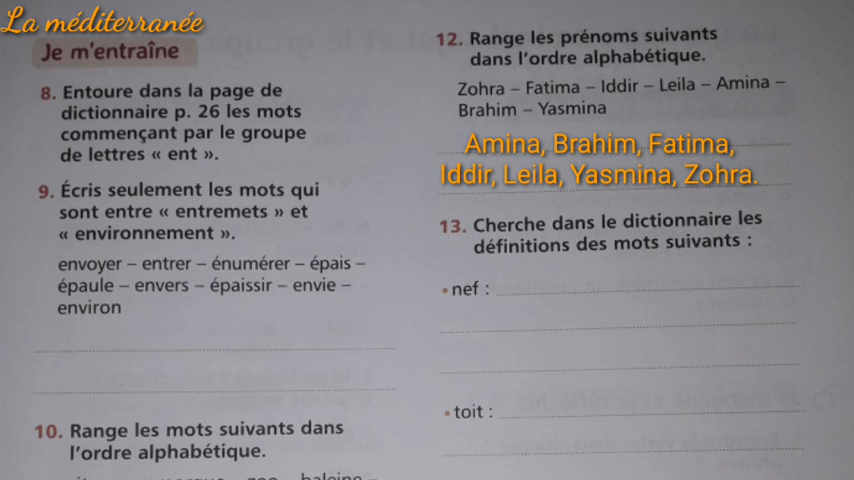 La méditerranée
Je m'entraîne
8. Entoure dans la page de
dictionnaire p. 26 les mots
commençant par le groupe
de lettres « ent ».
9. Écris seulement les mots qui
sont entre « entremets » et
« environnement ».
envoyer – entrer – énumérer – épais –
épaule – envers – épaissir – envie –
environ
10. Range les mots suivants dans
l'ordre alphabétique.
zoo baleine –
12. Range les prénoms suivants
dans l'ordre alphabétique.
Zohra – Fatima – Iddir – Leila – Amina –
Brahim – Yasmina
Amina, Brahim, Fatima,
Iddir, Leila, Yasmina, Zohra.
13. Cherche dans le dictionnaire les
définitions des mots suivants :
• nef :
• toit :